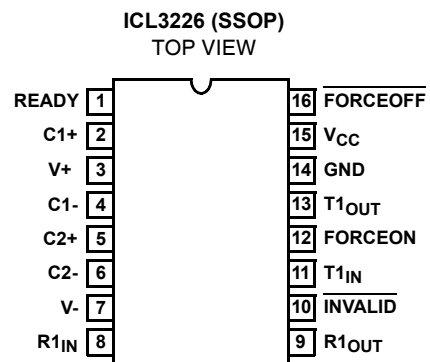 ICL3226 (SSOP)
TOP VIEW
READY 1 16 FORCEOFF
C1+ 2 15 VCC
V+ 3 14 GND
C1- 4 13 T1OUT
C2+ 5 12 FORCEON
C2- 6 11 T1IN
V- 7 10 INVALID
R1IN 8 9 R1OUT